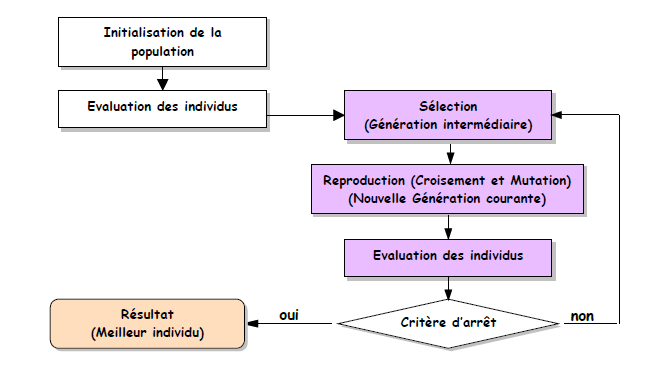 Initialisation de la
population
Evaluation des individus
Sélection
(Génération intermédiaire)
Reproduction (Croisement et Mutation)
(Nouvelle Génération courante)
Evaluation des individus
Critère d'arrêt
oui
non
Résultat
(Meilleur individu)